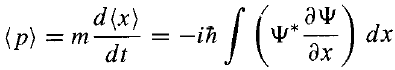 ⟨p⟩ = m d⟨x⟩/dt = −iħ ∫ (Ψ* ∂Ψ/∂x) dx